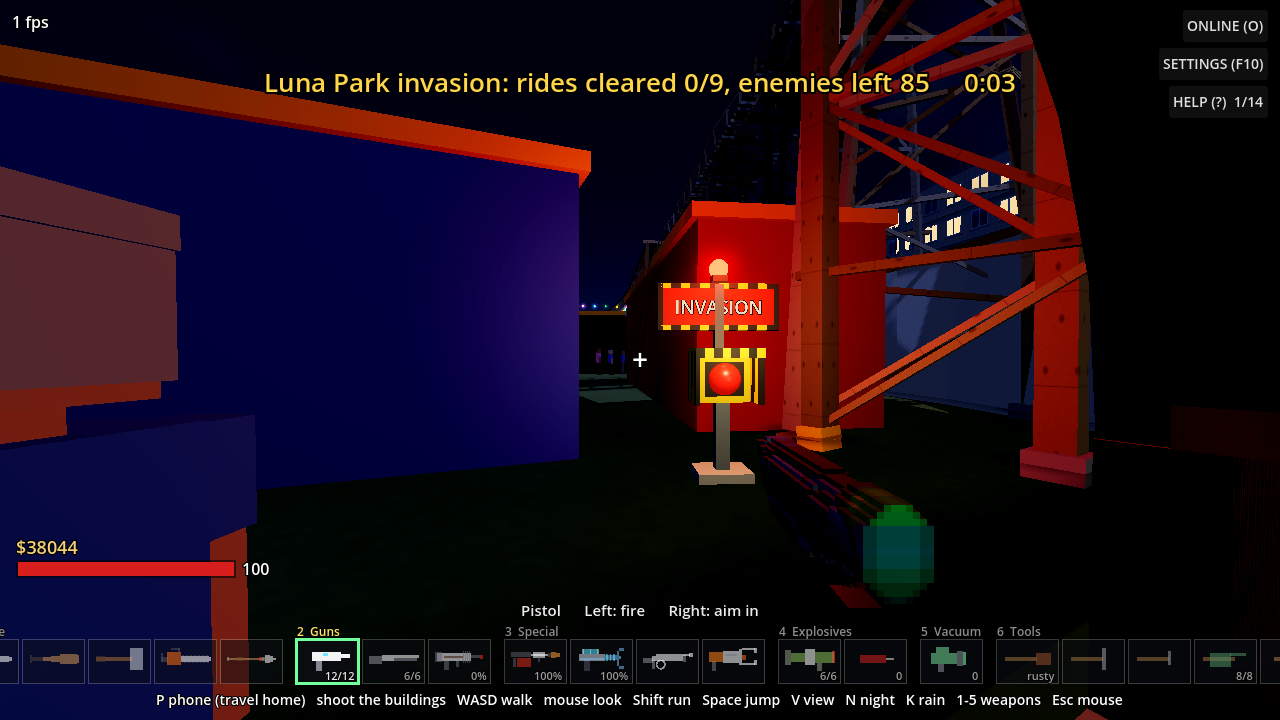 1 fps
ONLINE (O)
SETTINGS (F10)
HELP (?) 1/14
Luna Park invasion: rides cleared 0/9, enemies left 85 0:03
INVASION
$38044
100
Pistol Left: fire Right: aim in
e 2 Guns 3 Special 4 Explosives 5 Vacuum 6 Tools
12/12 6/6 0% 100% 100% 6/6 0 0 rusty 8/8
P phone (travel home) shoot the buildings WASD walk mouse look Shift run Space jump V view N night K rain 1-5 weapons Esc mouse